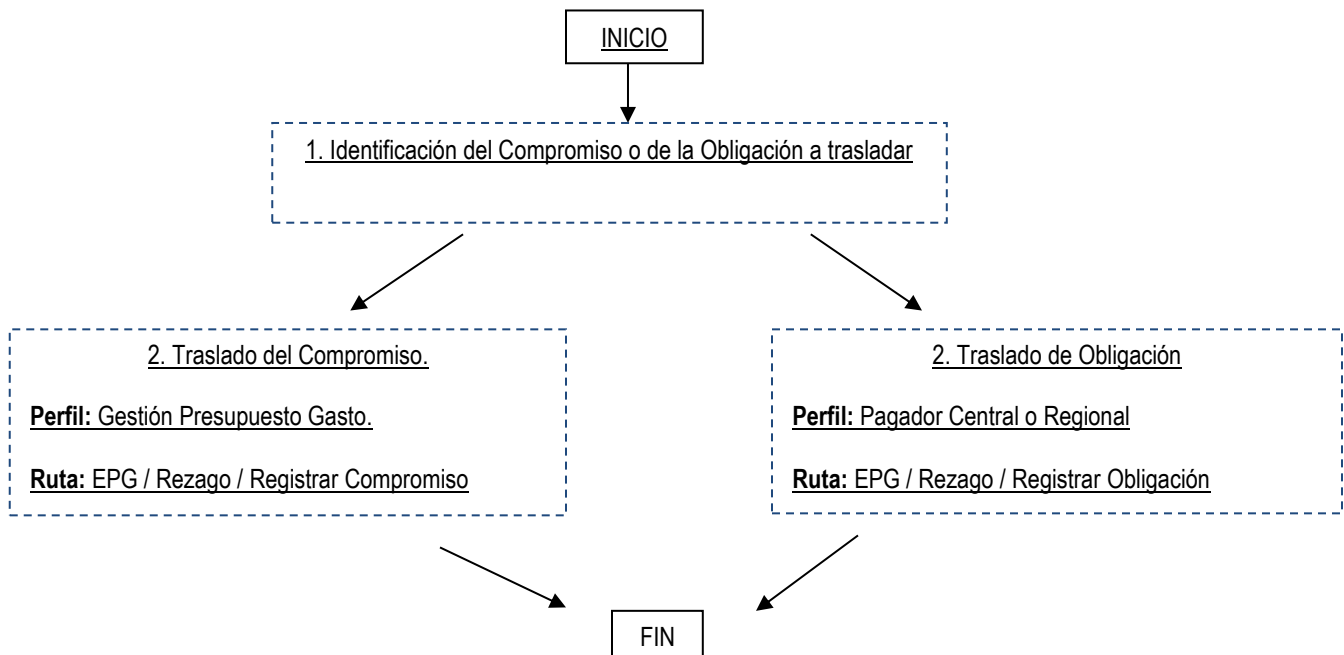 INICIO
1. Identificación del Compromiso o de la Obligación a trasladar
2. Traslado del Compromiso.
Perfil: Gestión Presupuesto Gasto.
Ruta: EPG / Rezago / Registrar Compromiso
2. Traslado de Obligación
Perfil: Pagador Central o Regional
Ruta: EPG / Rezago / Registrar Obligación
FIN